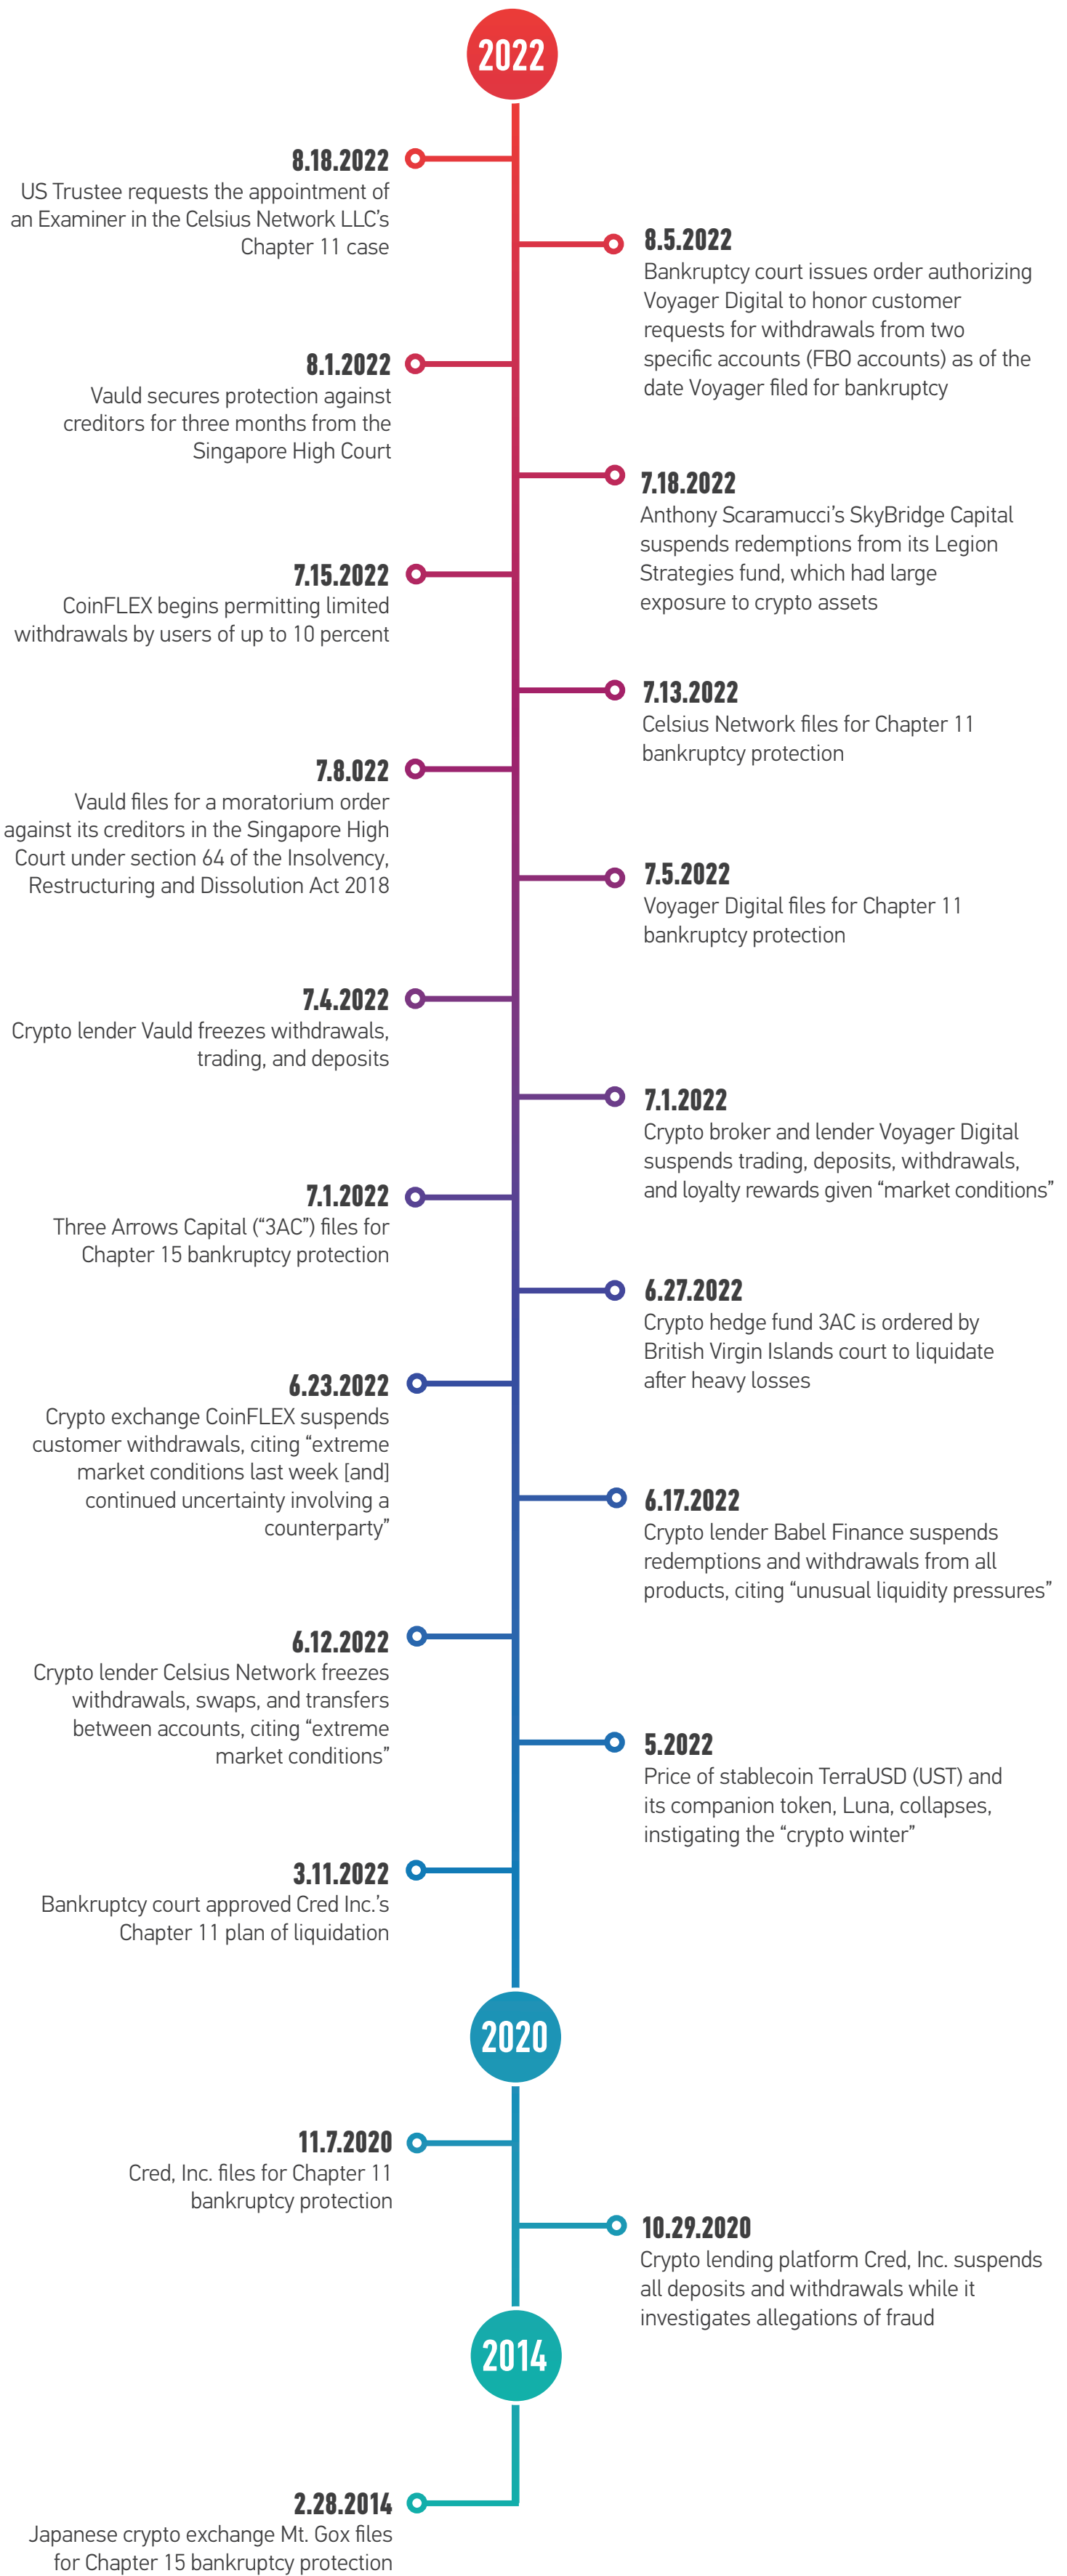 2022
8.18.2022
US Trustee requests the appointment of
an Examiner in the Celsius Network LLC’s
Chapter 11 case
8.5.2022
Bankruptcy court issues order authorizing
Voyager Digital to honor customer
requests for withdrawals from two
specific accounts (FBO accounts) as of the
date Voyager filed for bankruptcy
8.1.2022
Vauld secures protection against
creditors for three months from the
Singapore High Court
7.18.2022
Anthony Scaramucci’s SkyBridge Capital
suspends redemptions from its Legion
Strategies fund, which had large
exposure to crypto assets
7.15.2022
CoinFLEX begins permitting limited
withdrawals by users of up to 10 percent
7.13.2022
Celsius Network files for Chapter 11
bankruptcy protection
7.8.022
Vauld files for a moratorium order
against its creditors in the Singapore High
Court under section 64 of the Insolvency,
Restructuring and Dissolution Act 2018
7.5.2022
Voyager Digital files for Chapter 11
bankruptcy protection
7.4.2022
Crypto lender Vauld freezes withdrawals,
trading, and deposits
7.1.2022
Crypto broker and lender Voyager Digital
suspends trading, deposits, withdrawals,
and loyalty rewards given “market conditions”
7.1.2022
Three Arrows Capital (“3AC”) files for
Chapter 15 bankruptcy protection
6.27.2022
Crypto hedge fund 3AC is ordered by
British Virgin Islands court to liquidate
after heavy losses
6.23.2022
Crypto exchange CoinFLEX suspends
customer withdrawals, citing “extreme
market conditions last week [and]
continued uncertainty involving a
counterparty”
6.17.2022
Crypto lender Babel Finance suspends
redemptions and withdrawals from all
products, citing “unusual liquidity pressures”
6.12.2022
Crypto lender Celsius Network freezes
withdrawals, swaps, and transfers
between accounts, citing “extreme
market conditions”
5.2022
Price of stablecoin TerraUSD (UST) and
its companion token, Luna, collapses,
instigating the “crypto winter”
3.11.2022
Bankruptcy court approved Cred Inc.’s
Chapter 11 plan of liquidation
2020
11.7.2020
Cred, Inc. files for Chapter 11
bankruptcy protection
10.29.2020
Crypto lending platform Cred, Inc. suspends
all deposits and withdrawals while it
investigates allegations of fraud
2014
2.28.2014
Japanese crypto exchange Mt. Gox files
for Chapter 15 bankruptcy protection